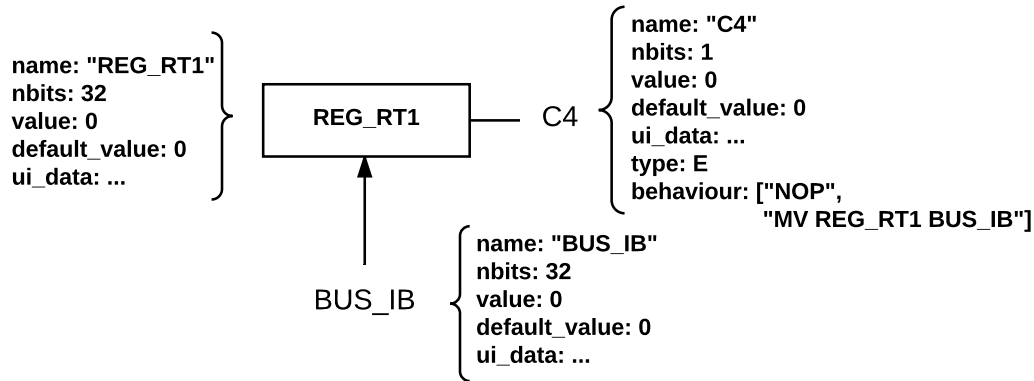 name: "REG_RT1"
nbits: 32
value: 0
default_value: 0
ui_data: ...
REG_RT1
C4
name: "C4"
nbits: 1
value: 0
default_value: 0
ui_data: ...
type: E
behaviour: ["NOP",
"MV REG_RT1 BUS_IB"]
BUS_IB
name: "BUS_IB"
nbits: 32
value: 0
default_value: 0
ui_data: ...